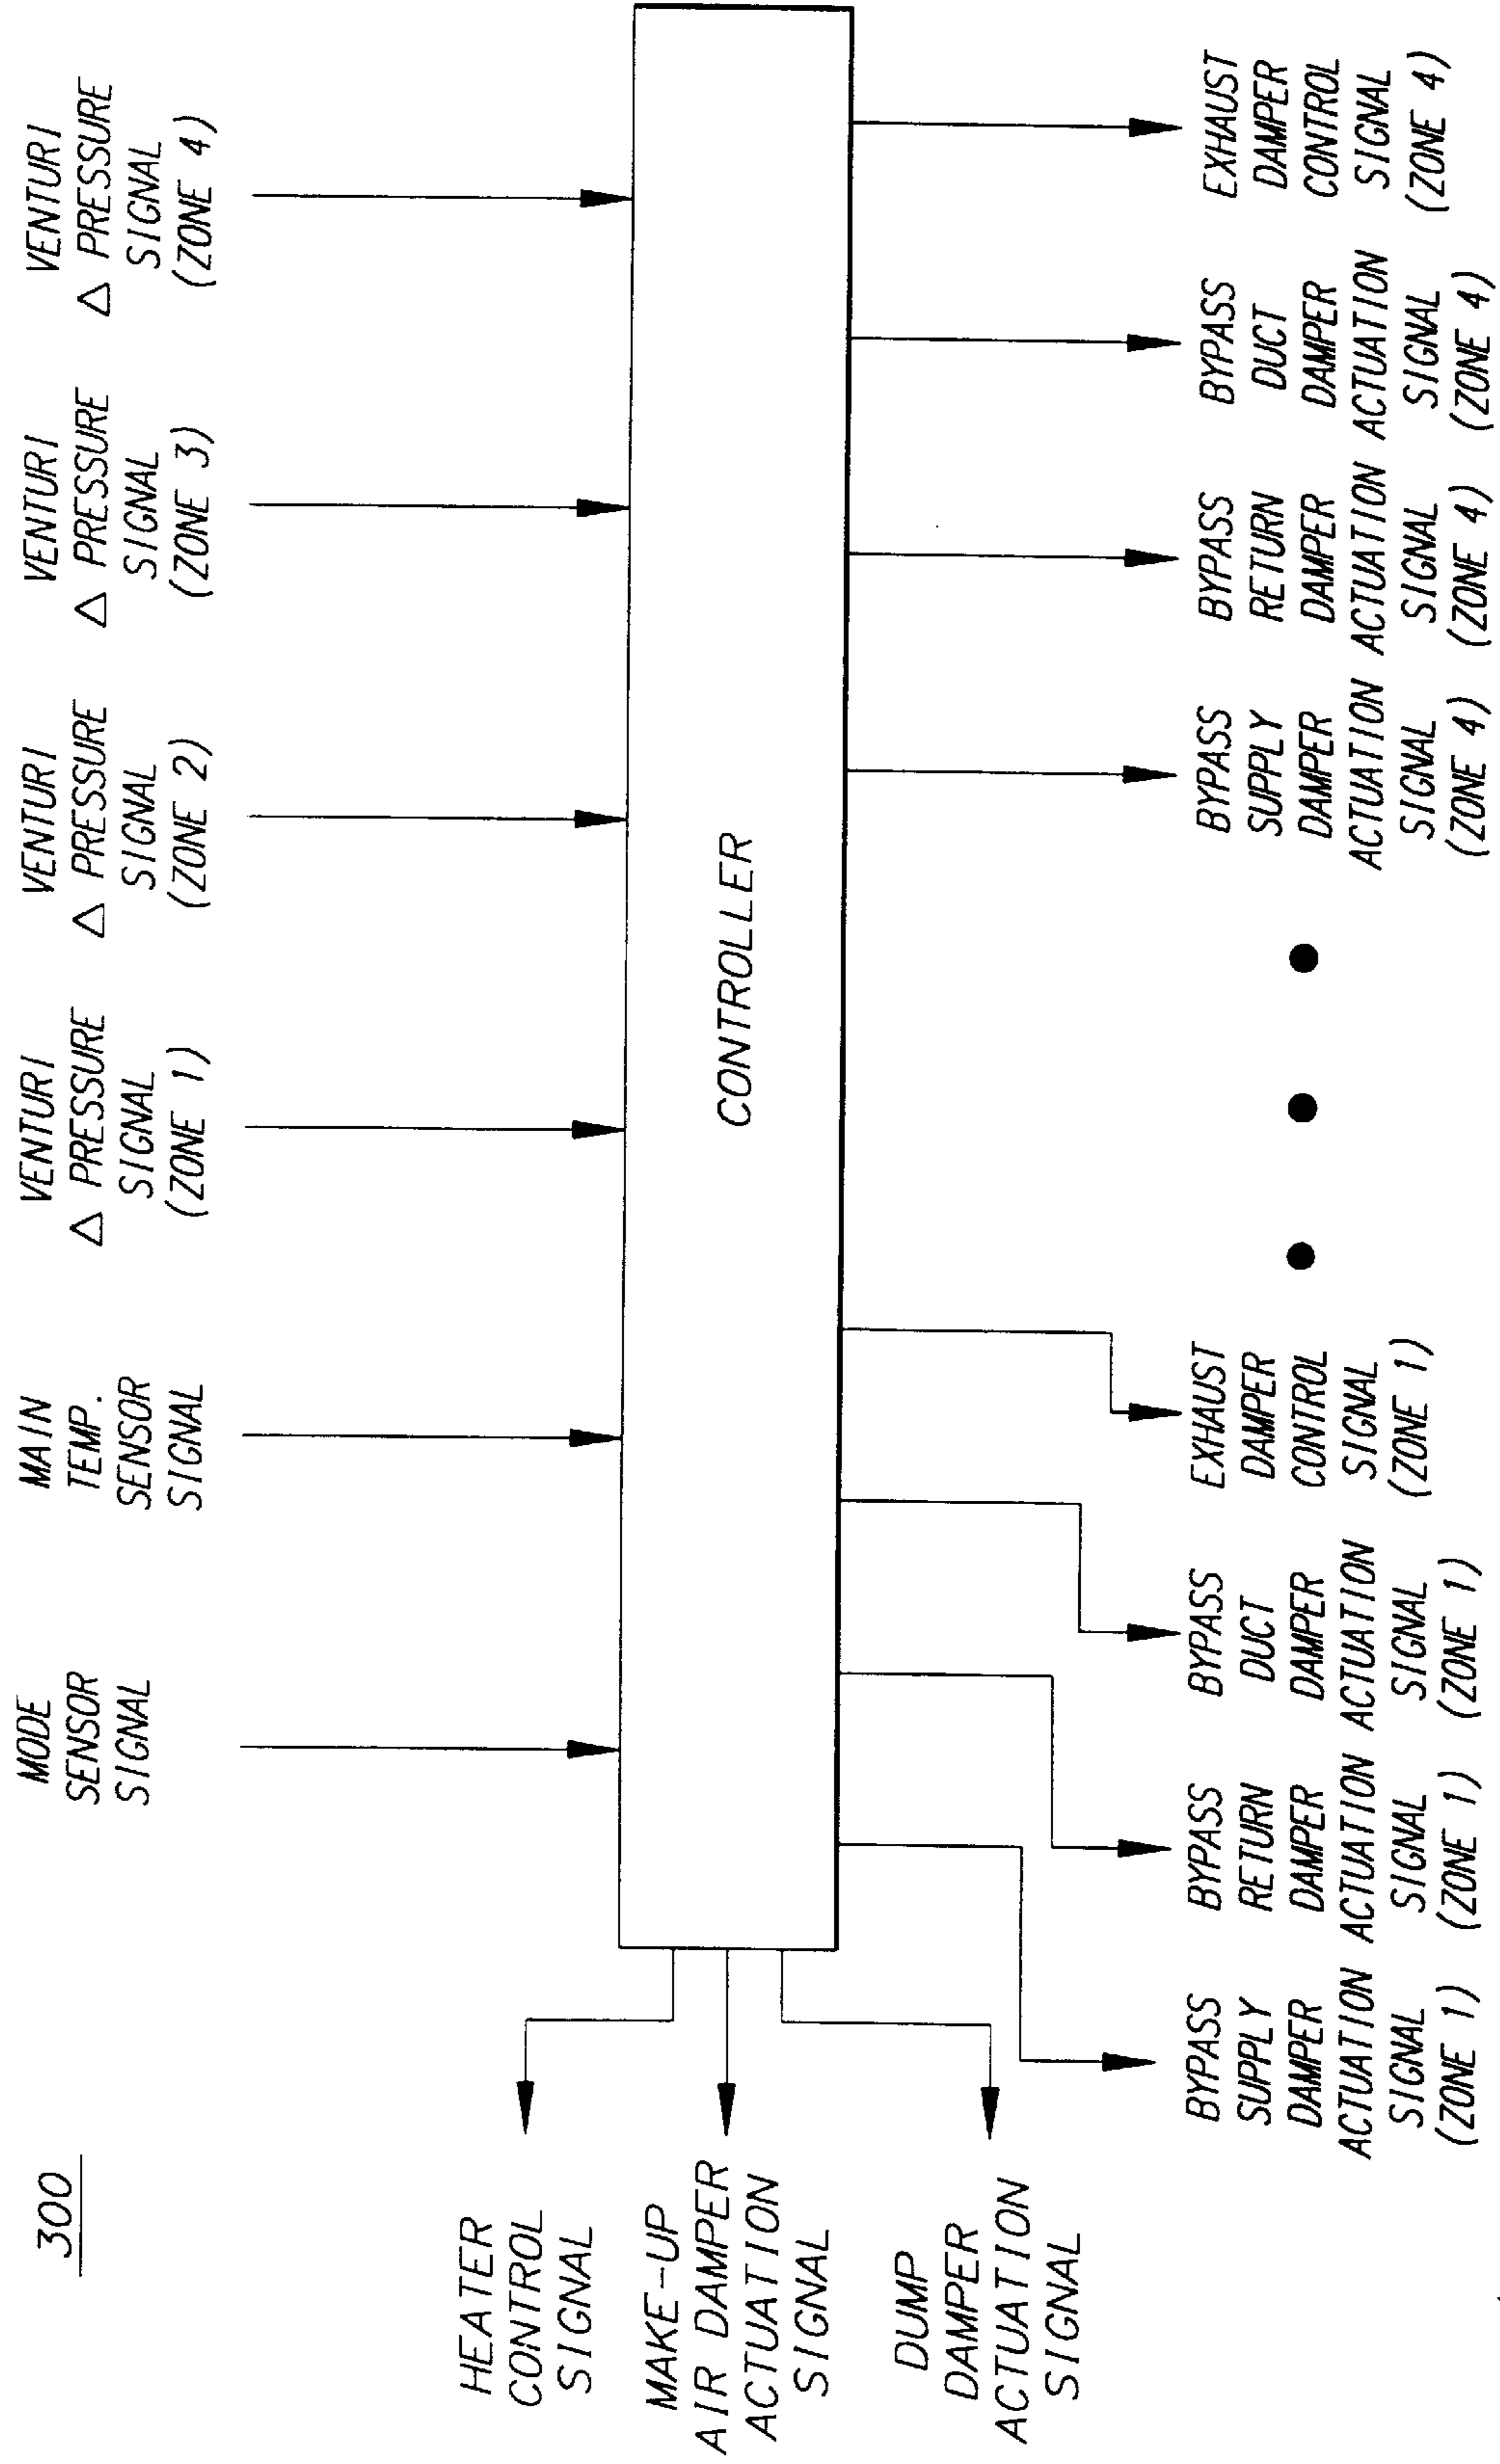 300
MODE
SENSOR
SIGNAL
MAIN
TEMP.
SENSOR
SIGNAL
VENTURI
Δ PRESSURE
SIGNAL
(ZONE 1)
VENTURI
Δ PRESSURE
SIGNAL
(ZONE 2)
VENTURI
Δ PRESSURE
SIGNAL
(ZONE 3)
VENTURI
Δ PRESSURE
SIGNAL
(ZONE 4)
HEATER
CONTROL
SIGNAL
MAKE-UP
AIR DAMPER
ACTUATION
SIGNAL
DUMP
DAMPER
ACTUATION
SIGNAL
CONTROLLER
BYPASS
SUPPLY
DAMPER
ACTUATION
SIGNAL
(ZONE 1)
BYPASS
RETURN
DAMPER
ACTUATION
SIGNAL
(ZONE 1)
BYPASS
DUCT
DAMPER
ACTUATION
SIGNAL
(ZONE 1)
EXHAUST
DAMPER
CONTROL
SIGNAL
(ZONE 1)
BYPASS
SUPPLY
DAMPER
ACTUATION
SIGNAL
(ZONE 4)
BYPASS
RETURN
DAMPER
ACTUATION
SIGNAL
(ZONE 4)
BYPASS
DUCT
DAMPER
ACTUATION
SIGNAL
(ZONE 4)
EXHAUST
DAMPER
CONTROL
SIGNAL
(ZONE 4)